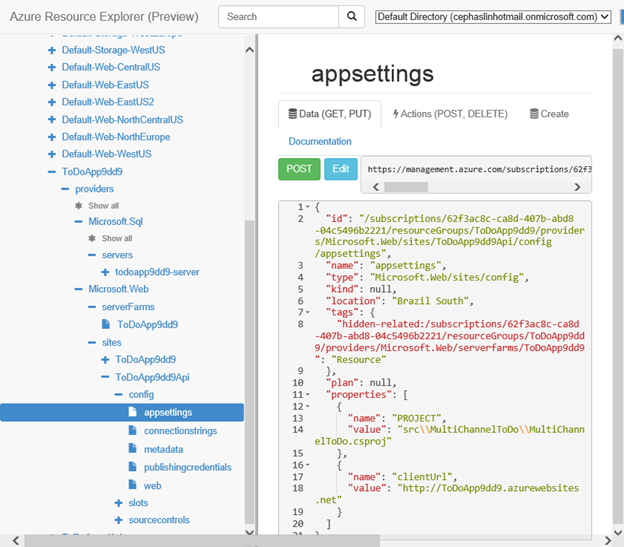 Azure Resource Explorer (Preview)
Search
Default Directory (cephaslinhotmail.onmicrosoft.com)
Default-Storage-WestEurope
Default-Storage-WestUS
Default-Web-CentralUS
Default-Web-EastUS
Default-Web-EastUS2
Default-Web-NorthCentralUS
Default-Web-NorthEurope
Default-Web-WestUS
ToDoApp9dd9
providers
Show all
Microsoft.Sql
Show all
servers
todoapp9dd9-server
Microsoft.Web
serverFarms
ToDoApp9dd9
sites
ToDoApp9dd9
ToDoApp9dd9Api
config
appsettings
connectionstrings
metadata
publishingcredentials
web
slots
sourcecontrols
appsettings
Data (GET, PUT)
Actions (POST, DELETE)
Create
Documentation
POST
Edit
https://management.azure.com/subscriptions/62f3
1 {
2 "id": "/subscriptions/62f3ac8c-ca8d-407b-abd8
-04c5496b2221/resourceGroups/ToDoApp9dd9/provider
s/Microsoft.Web/sites/ToDoApp9dd9Api/config
/appsettings",
3 "name": "appsettings",
4 "type": "Microsoft.Web/sites/config",
5 "kind": null,
6 "location": "Brazil South",
7 "tags": {
8 "hidden-related:/subscriptions/62f3ac8c-ca8d
-407b-abd8-04c5496b2221/resourceGroups/ToDoApp9dd
9/providers/Microsoft.Web/serverfarms/ToDoApp9dd9
": "Resource"
9 },
10 "plan": null,
11 "properties": [
12 {
13 "name": "PROJECT",
14 "value": "src\\MultiChannelToDo\\MultiChann
elToDo.csproj"
15 },
16 {
17 "name": "clientUrl",
18 "value": "http://ToDoApp9dd9.azurewebsites
.net"
19 }
20 ]